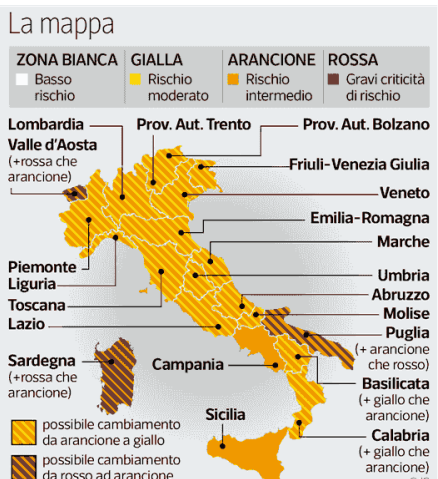 La mappa
ZONA BIANCA
Basso
rischio
GIALLA
Rischio
moderato
ARANCIONE
Rischio
intermedio
ROSSA
Gravi criticità
di rischio
Lombardia
Prov. Aut. Trento
Prov. Aut. Bolzano
Valle d'Aosta
(+rossa che
arancione)
Friuli-Venezia Giulia
Veneto
Emilia-Romagna
Marche
Piemonte
Liguria
Toscana
Lazio
Umbria
Abruzzo
Molise
Puglia
(+ arancione
che rosso)
Sardegna
(+rossa che
arancione)
Campania
Basilicata
(+ giallo che
arancione)
Sicilia
Calabria
(+ giallo che
arancione)
possibile cambiamento
da arancione a giallo
possibile cambiamento
da rosso ad arancione